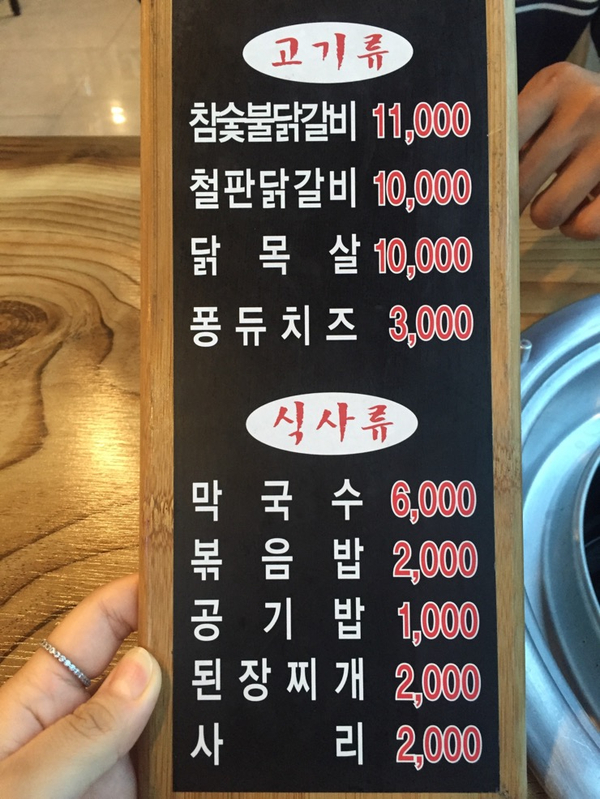 고기류
참숯불닭갈비 11,000
철판닭갈비 10,000
닭목살 10,000
퐁듀치즈 3,000
식사류
막국수 6,000
볶음밥 2,000
공기밥 1,000
된장찌개 2,000
사리 2,000